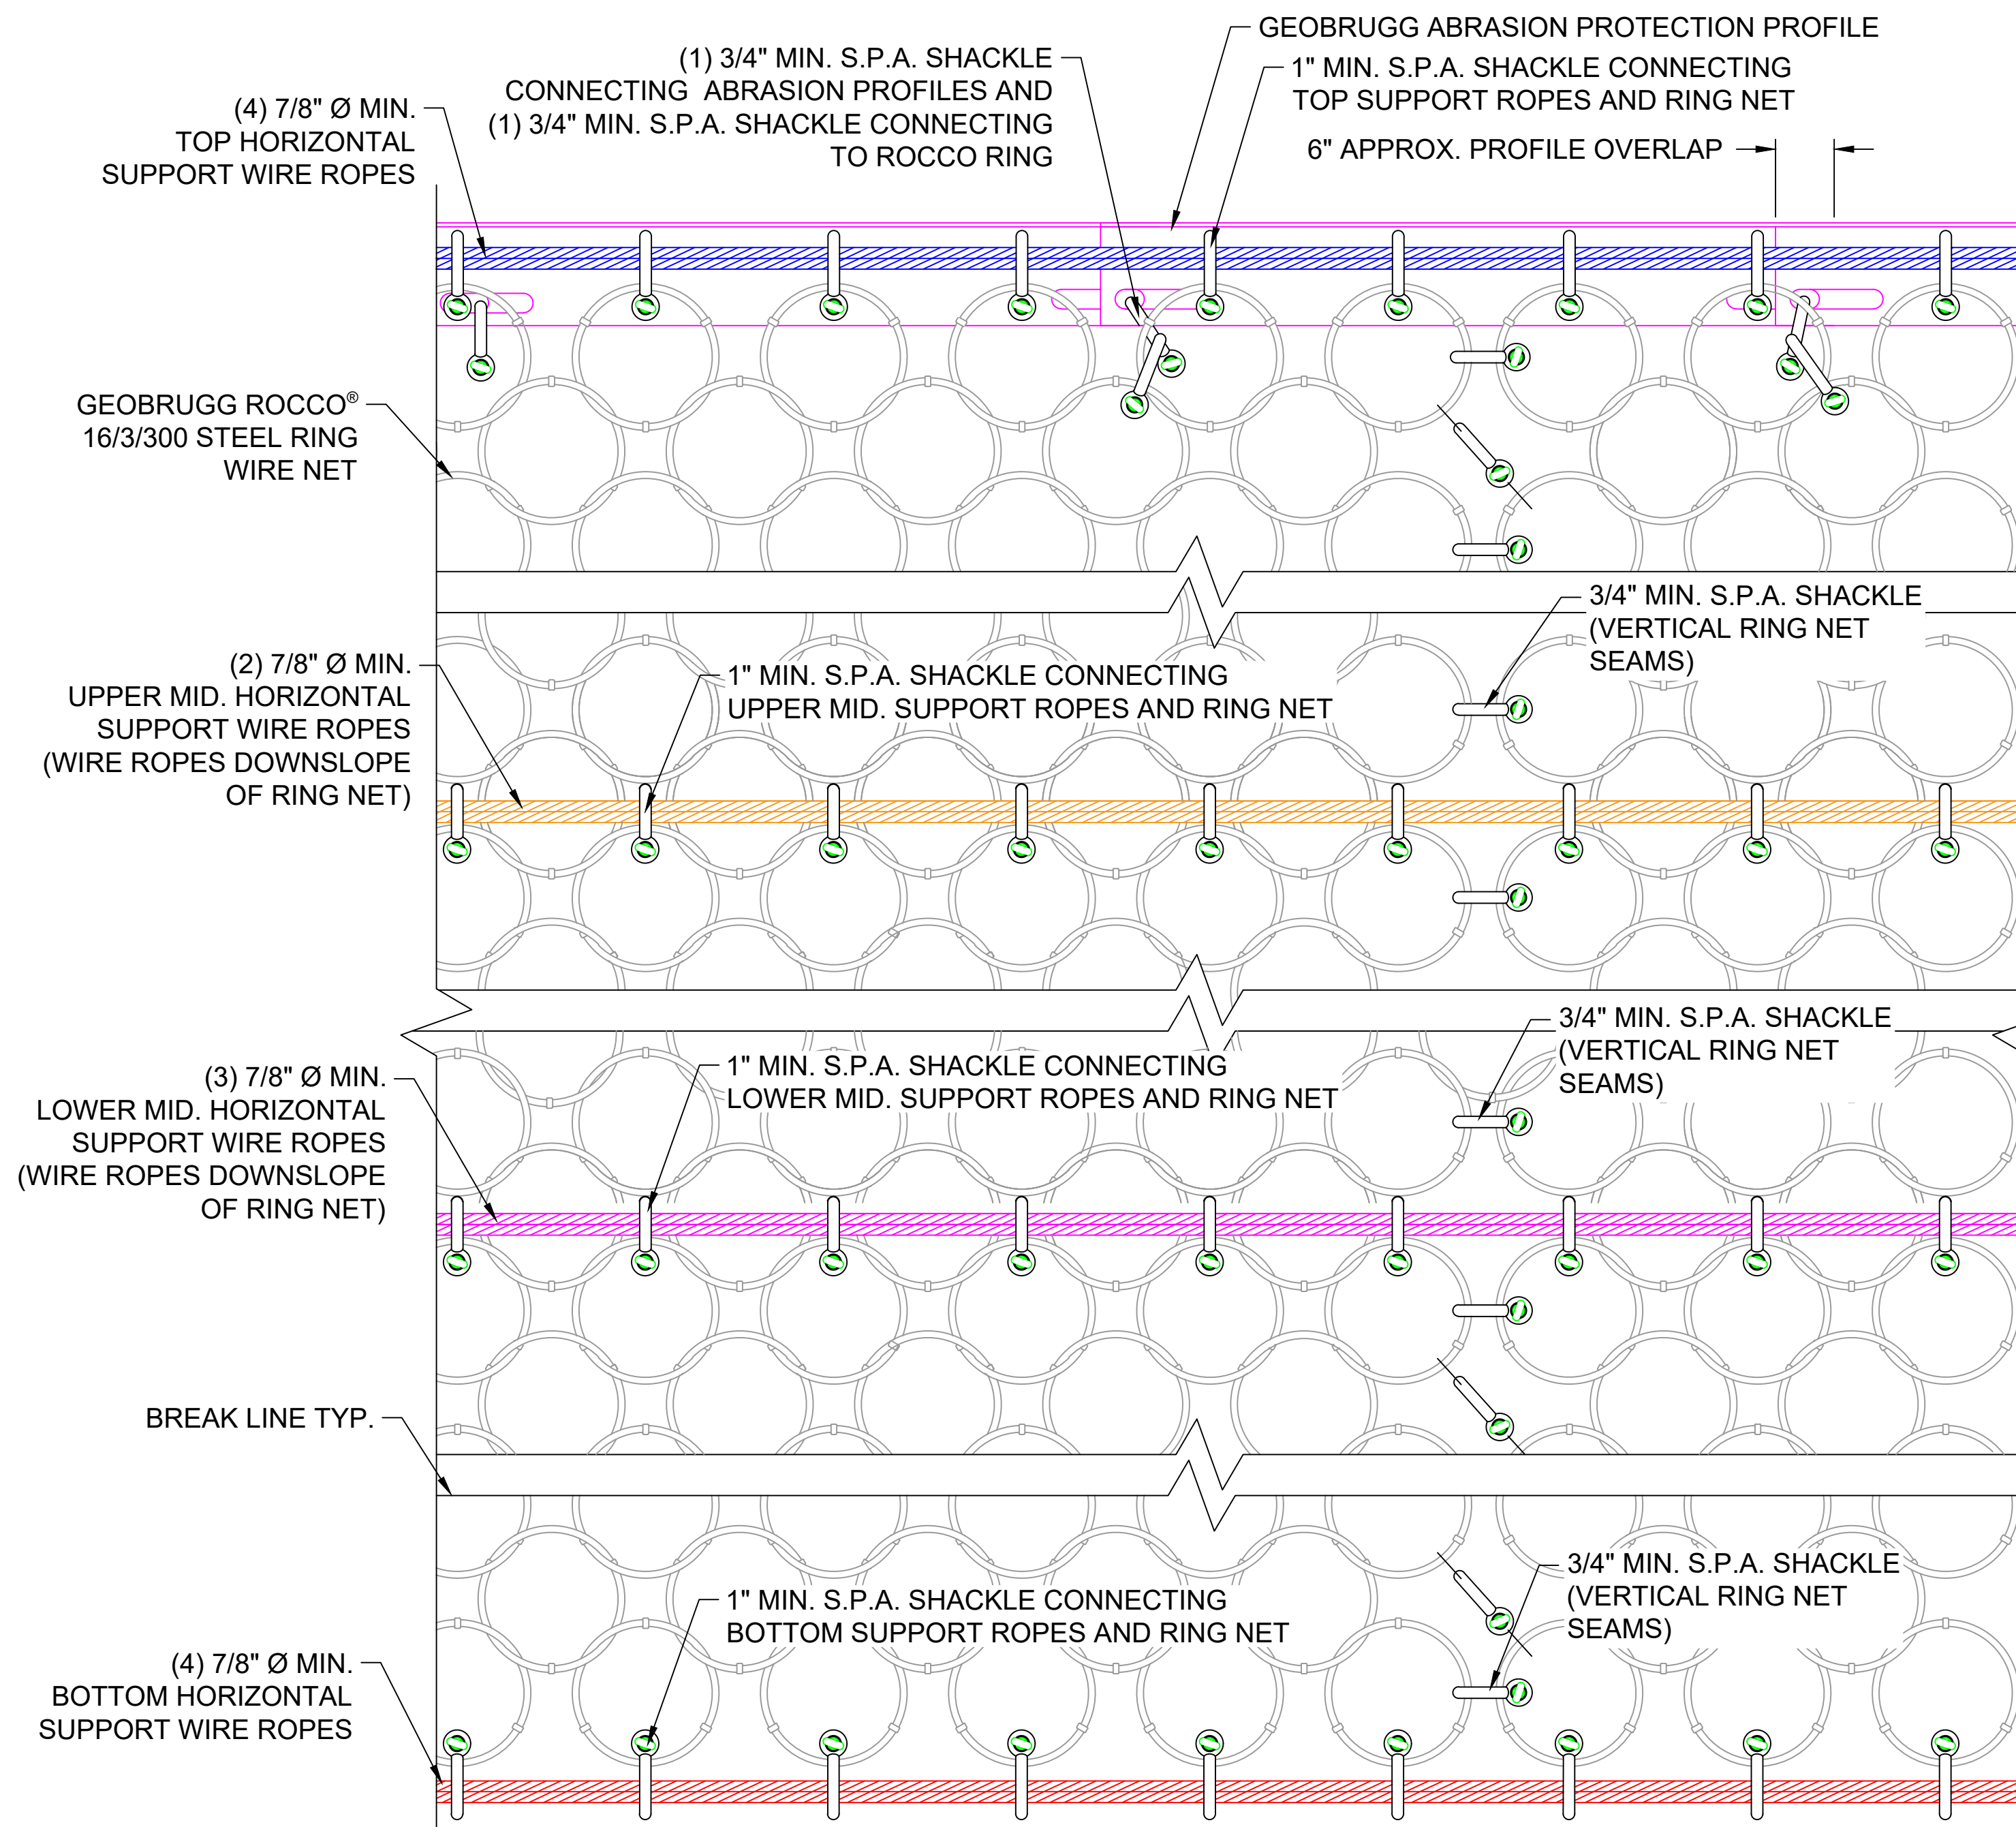 GEOBRUGG ABRASION PROTECTION PROFILE
(1) 3/4" MIN. S.P.A. SHACKLE
CONNECTING ABRASION PROFILES AND
(1) 3/4" MIN. S.P.A. SHACKLE CONNECTING
TO ROCCO RING
1" MIN. S.P.A. SHACKLE CONNECTING
TOP SUPPORT ROPES AND RING NET
(4) 7/8" Ø MIN.
TOP HORIZONTAL
SUPPORT WIRE ROPES
6" APPROX. PROFILE OVERLAP
GEOBRUGG ROCCO®
16/3/300 STEEL RING
WIRE NET
3/4" MIN. S.P.A. SHACKLE
(VERTICAL RING NET
SEAMS)
(2) 7/8" Ø MIN.
UPPER MID. HORIZONTAL
SUPPORT WIRE ROPES
(WIRE ROPES DOWNSLOPE
OF RING NET)
1" MIN. S.P.A. SHACKLE CONNECTING
UPPER MID. SUPPORT ROPES AND RING NET
3/4" MIN. S.P.A. SHACKLE
(VERTICAL RING NET
SEAMS)
(3) 7/8" Ø MIN.
LOWER MID. HORIZONTAL
SUPPORT WIRE ROPES
(WIRE ROPES DOWNSLOPE
OF RING NET)
1" MIN. S.P.A. SHACKLE CONNECTING
LOWER MID. SUPPORT ROPES AND RING NET
BREAK LINE TYP.
3/4" MIN. S.P.A. SHACKLE
(VERTICAL RING NET
SEAMS)
1" MIN. S.P.A. SHACKLE CONNECTING
BOTTOM SUPPORT ROPES AND RING NET
(4) 7/8" Ø MIN.
BOTTOM HORIZONTAL
SUPPORT WIRE ROPES